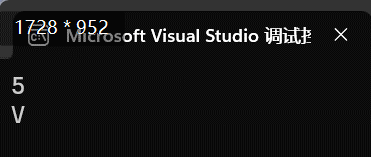 1728 * 952
Microsoft Visual Studio 调试
5
V